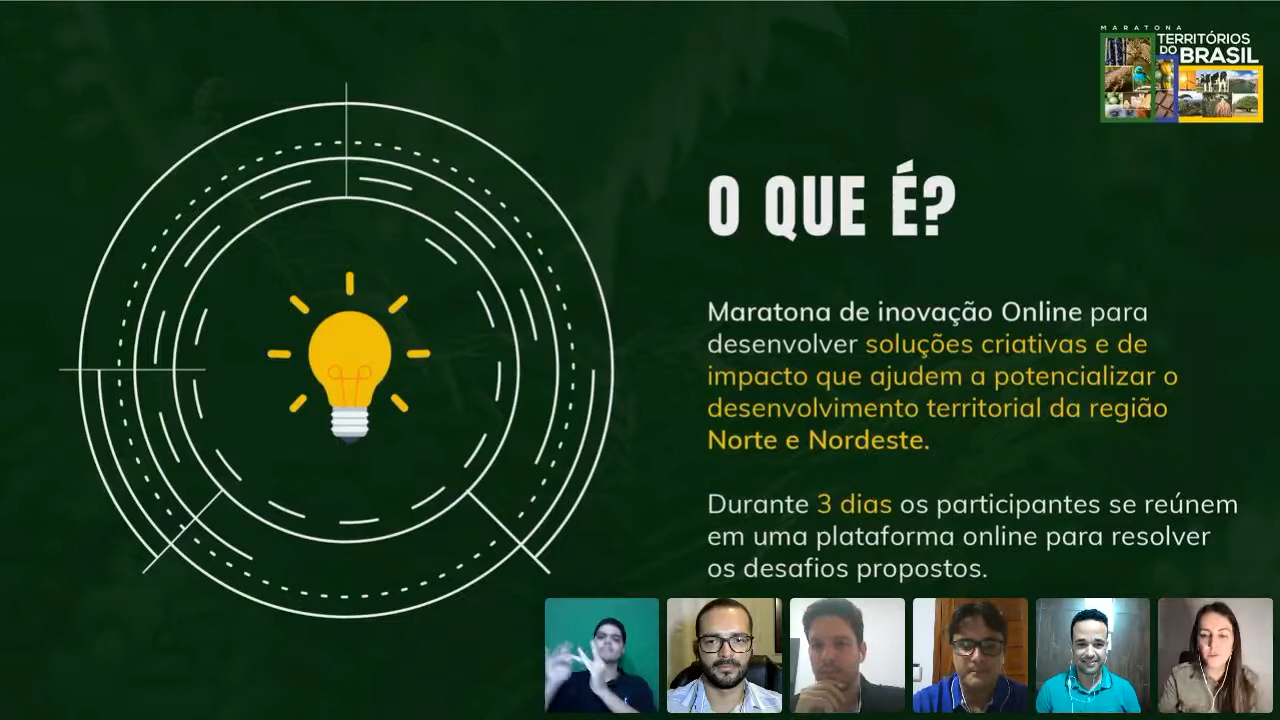 MARATONA
TERRITÓRIOS
DO BRASIL
O QUE É?
Maratona de inovação Online para
desenvolver soluções criativas e de
impacto que ajudem a potencializar o
desenvolvimento territorial da região
Norte e Nordeste.
Durante 3 dias os participantes se reúnem
em uma plataforma online para resolver
os desafios propostos.